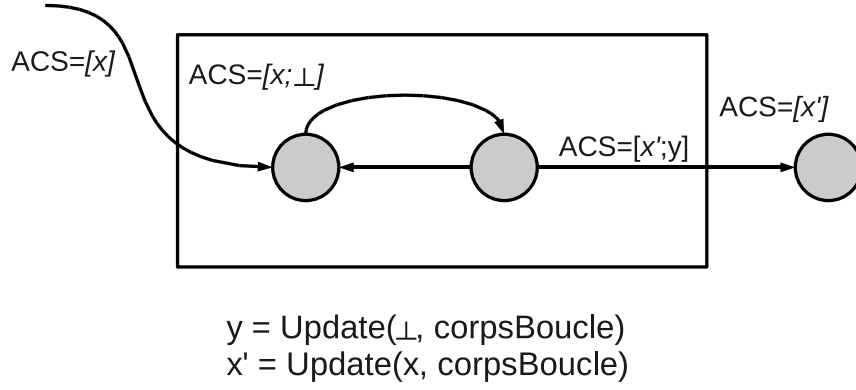 ACS=[x]
ACS=[x;⊥]
ACS=[x']
ACS=[x';y]
y = Update(⊥, corpsBoucle)
x' = Update(x, corpsBoucle)